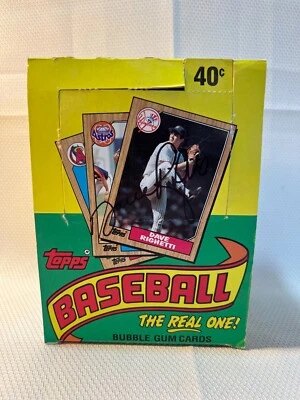 40¢
DAVE
RIGHETTI
Topps
BASEBALL
THE REAL ONE!
BUBBLE GUM CARDS